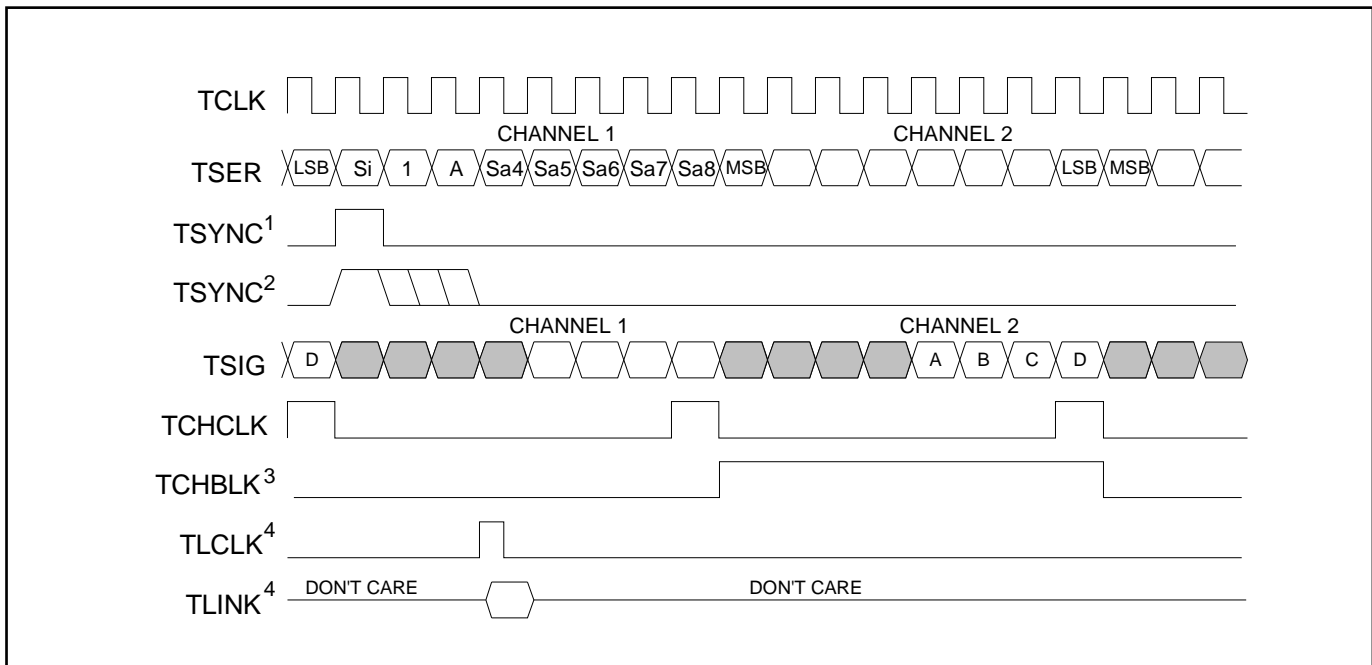 TCLK
CHANNEL 1 CHANNEL 2
TSER LSB Si 1 A Sa4 Sa5 Sa6 Sa7 Sa8 MSB LSB MSB
TSYNC1
TSYNC2
CHANNEL 1 CHANNEL 2
TSIG D A B C D
TCHCLK
TCHBLK3
TLCLK4
TLINK4 DON'T CARE DON'T CARE